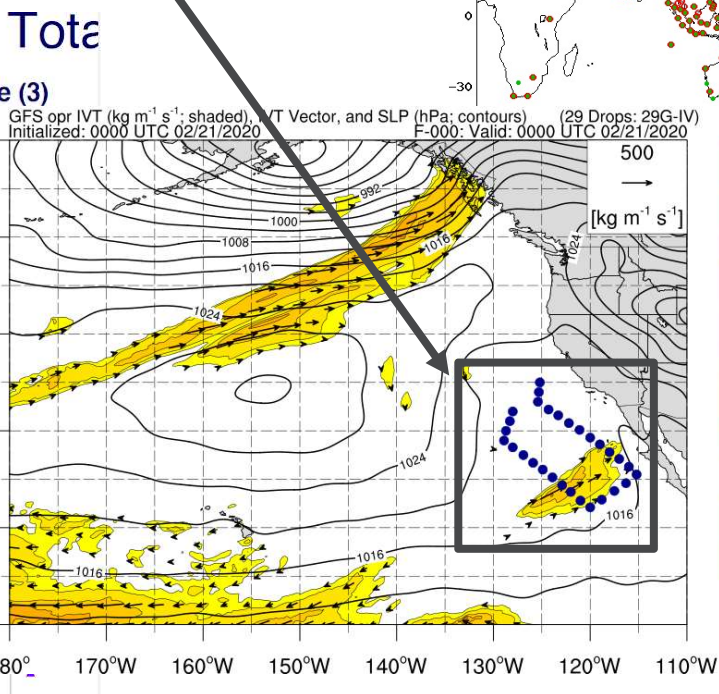 Tota
0
−30
e (3)
GFS opr IVT (kg m⁻¹ s⁻¹; shaded), IVT Vector, and SLP (hPa; contours) (29 Drops: 29G-IV)
Initialized: 0000 UTC 02/21/2020 F-000: Valid: 0000 UTC 02/21/2020
500
[kg m⁻¹ s⁻¹]
992
1000
1008
1016
1016
1024
1024
1024
1016
1016
1016
80°
170°W
160°W
150°W
140°W
130°W
120°W
110°W